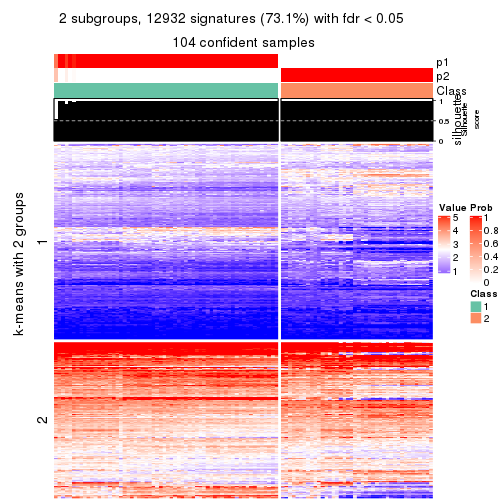 2 subgroups, 12932 signatures (73.1%) with fdr < 0.05
104 confident samples
p1
p2
Class
silhouette
Silhouette
score
1
0.5
0
k-means with 2 groups
1
2
Value
5
4
3
2
1
Prob
1
0.8
0.6
0.4
0.2
0
Class
1
2